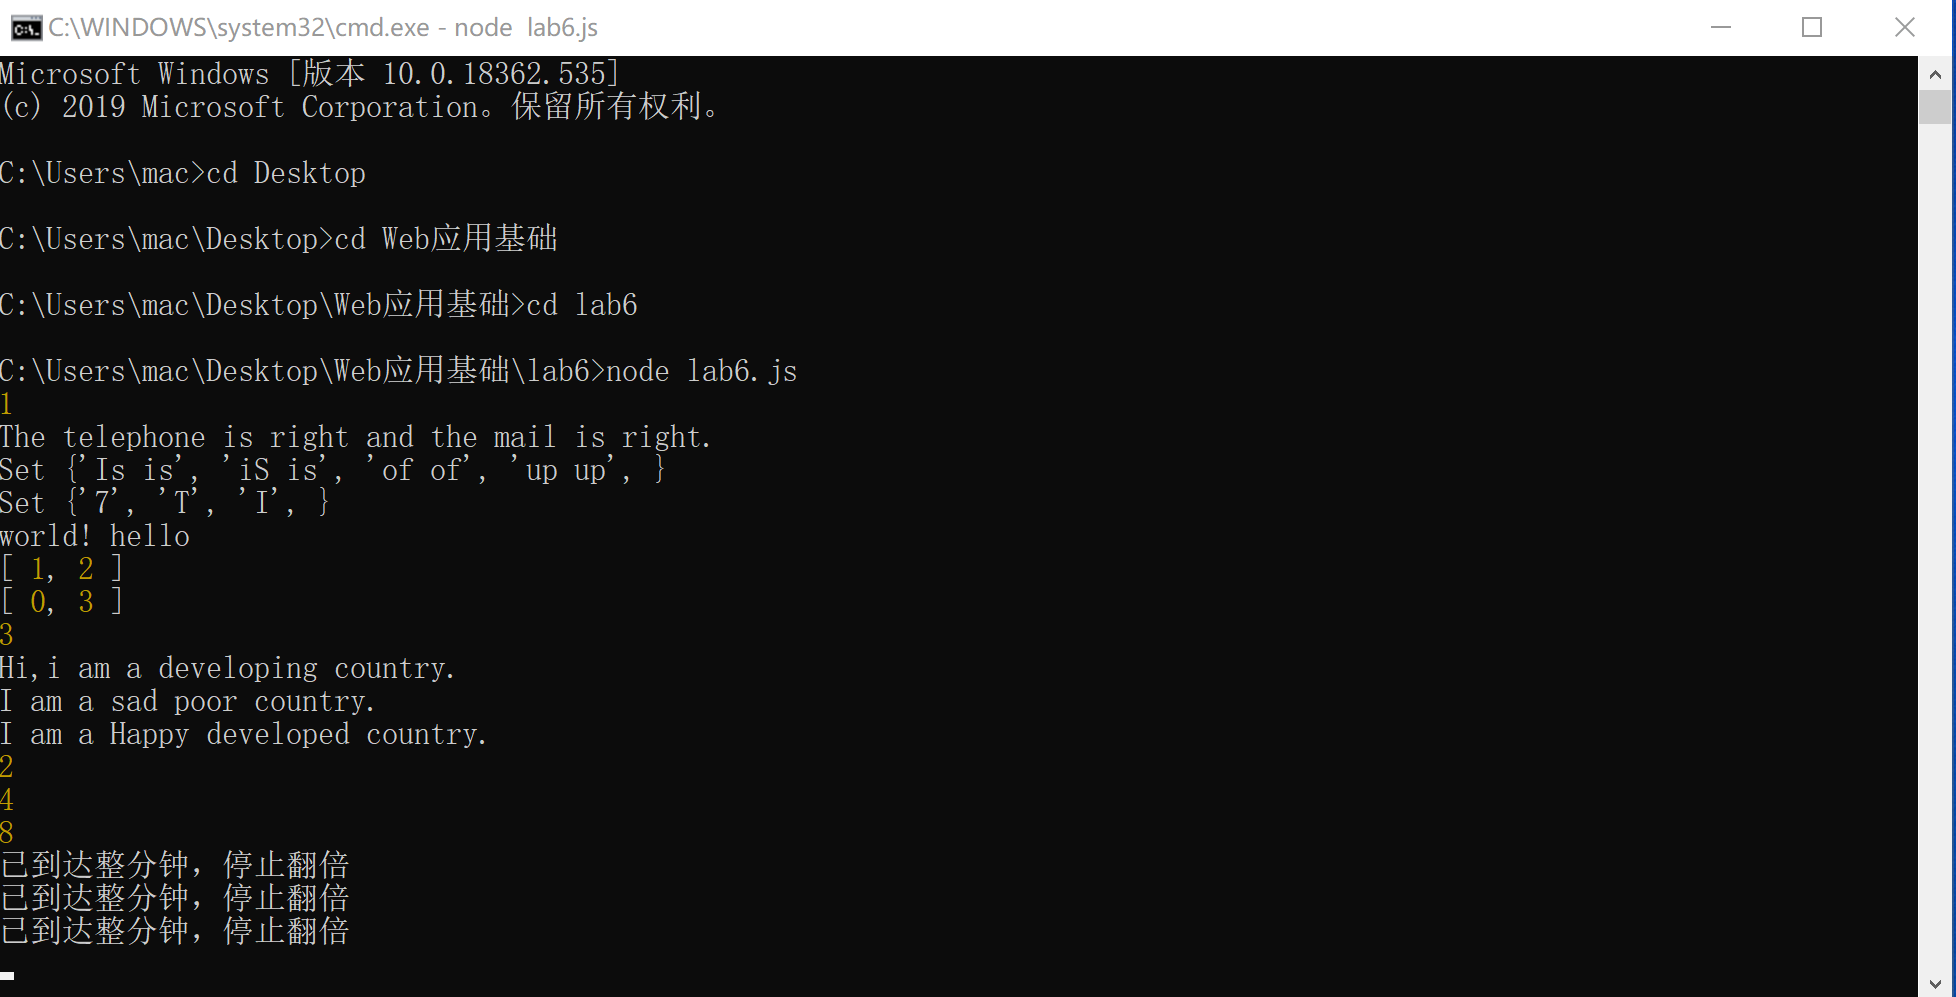 C:\WINDOWS\system32\cmd.exe - node  lab6.js
Microsoft Windows [版本 10.0.18362.535]
(c) 2019 Microsoft Corporation。保留所有权利。
C:\Users\mac>cd Desktop
C:\Users\mac\Desktop>cd Web应用基础
C:\Users\mac\Desktop\Web应用基础>cd lab6
C:\Users\mac\Desktop\Web应用基础\lab6>node lab6.js
1
The telephone is right and the mail is right.
Set {'Is is', 'iS is', 'of of', 'up up', }
Set {'7', 'T', 'I', }
world! hello
[ 1, 2 ]
[ 0, 3 ]
3
Hi,i am a developing country.
I am a sad poor country.
I am a Happy developed country.
2
4
8
已到达整分钟，停止翻倍
已到达整分钟，停止翻倍
已到达整分钟，停止翻倍